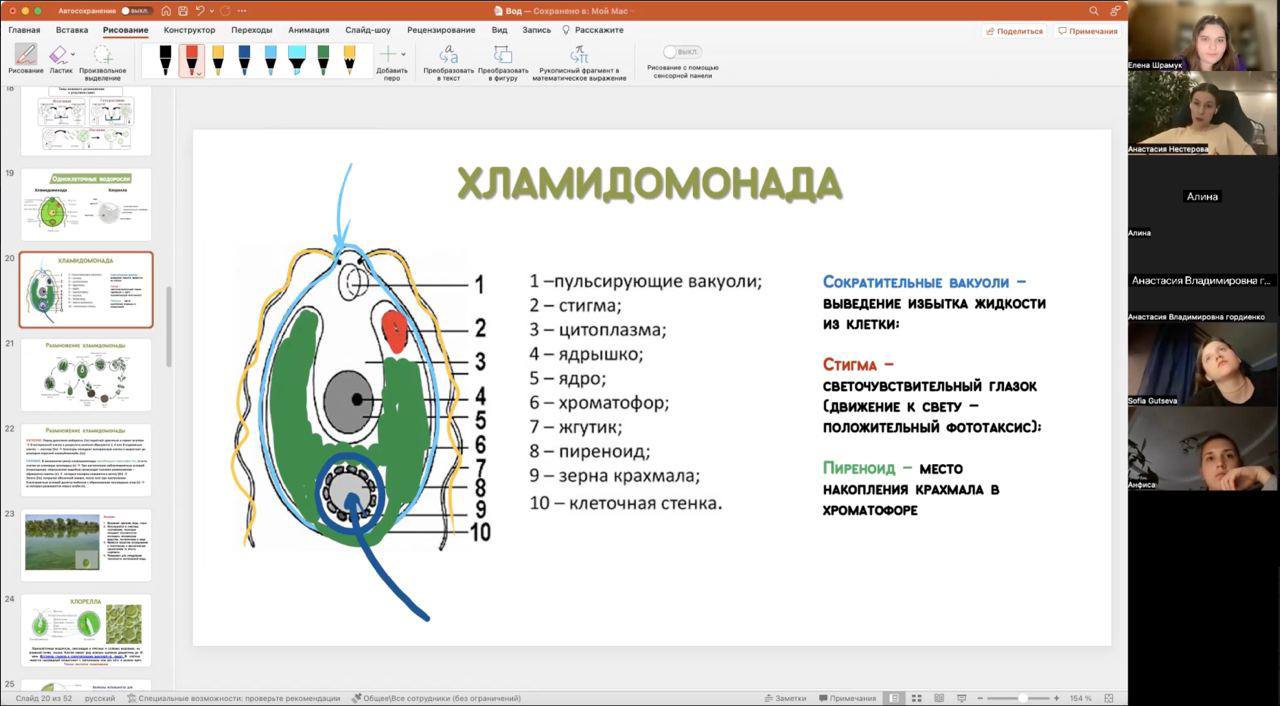 Автосохранение
ВЫКЛ.
Вод — Сохранено в: Мой Mac
Главная
Вставка
Рисование
Конструктор
Переходы
Анимация
Слайд-шоу
Рецензирование
Вид
Запись
Расскажите
Поделиться
Примечания
Рисование
Ластик
Произвольное
выделение
Добавить
перо
Преобразовать
в текст
Преобразовать
в фигуру
Рукописный фрагмент в
математическое выражение
ВЫКЛ.
Рисование с помощью
сенсорной панели
18
19
Одноклеточные водоросли
Хламидомонада
Хлорелла
20
ХЛАМИДОМОНАДА
21
Размножение хламидомонады
22
Размножение хламидомонады
23
24
ХЛОРЕЛЛА
25
ХЛАМИДОМОНАДА
1
2
3
4
5
6
7
8
9
10
1 –пульсирующие вакуоли;
2 – стигма;
3 – цитоплазма;
4 – ядрышко;
5 – ядро;
6 – хроматофор;
7 – жгутик;
8 – пиреноид;
9 – зерна крахмала;
10 – клеточная стенка.
Сократительные вакуоли –
выведение избытка жидкости
из клетки;
Стигма –
светочувствительный глазок
(движение к свету –
положительный фототаксис);
Пиреноид – место
накопления крахмала в
хроматофоре
Елена Шрамук
Анастасия Нестерова
Алина
Алина
Анастасия Владимировна г...
Анастасия Владимировна гордиенко
Sofia Gutseva
Анфиса
Слайд 20 из 52
русский
Специальные возможности: проверьте рекомендации
Общее\Все сотрудники (без ограничений)
Заметки
Примечания
154 %